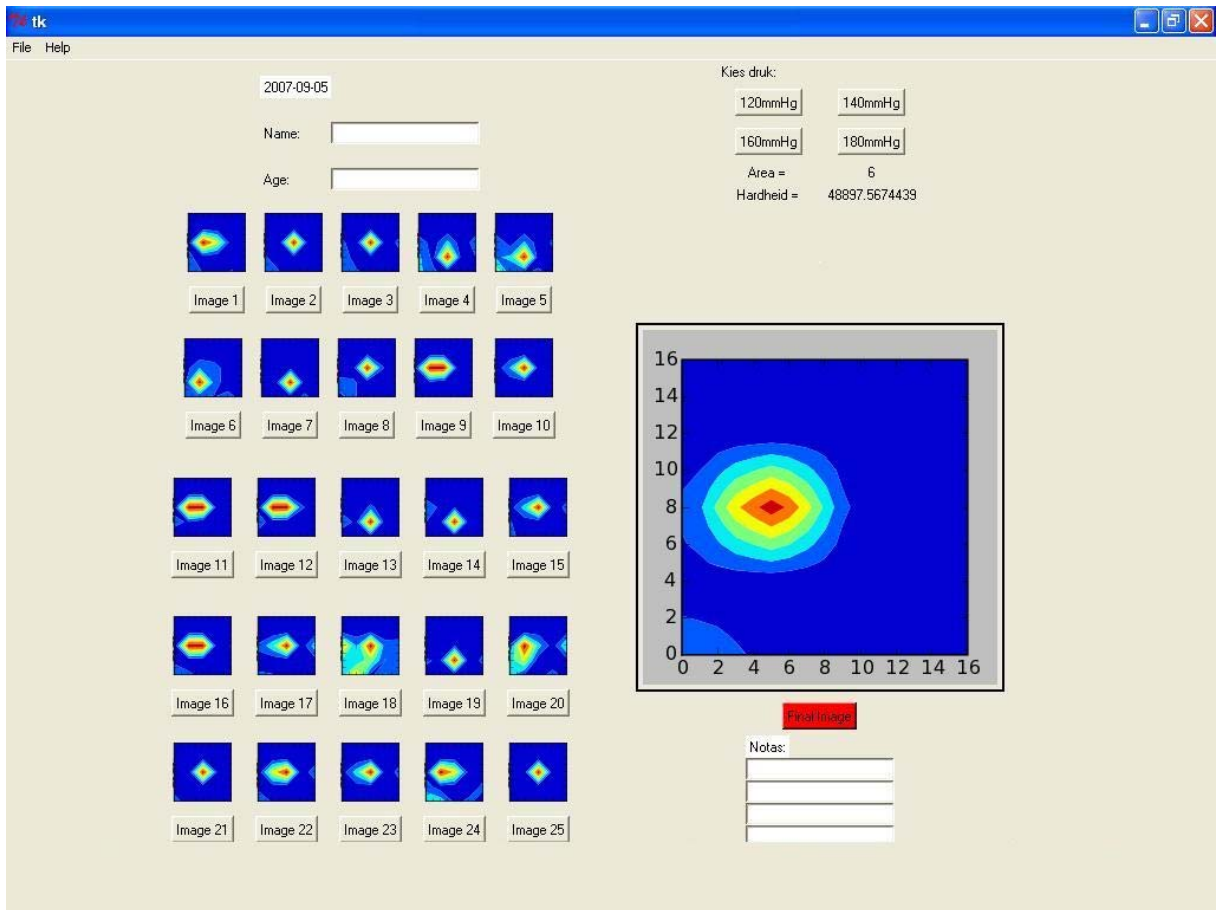 tk
File Help
2007-09-05
Name:
Age:
Image 1 Image 2 Image 3 Image 4 Image 5
Image 6 Image 7 Image 8 Image 9 Image 10
Image 11 Image 12 Image 13 Image 14 Image 15
Image 16 Image 17 Image 18 Image 19 Image 20
Image 21 Image 22 Image 23 Image 24 Image 25
Kies druk:
120mmHg 140mmHg
160mmHg 180mmHg
Area = 6
Hardheid = 48897.5674439
16
14
12
10
8
6
4
2
0
0 2 4 6 8 10 12 14 16
Final Image
Notas: